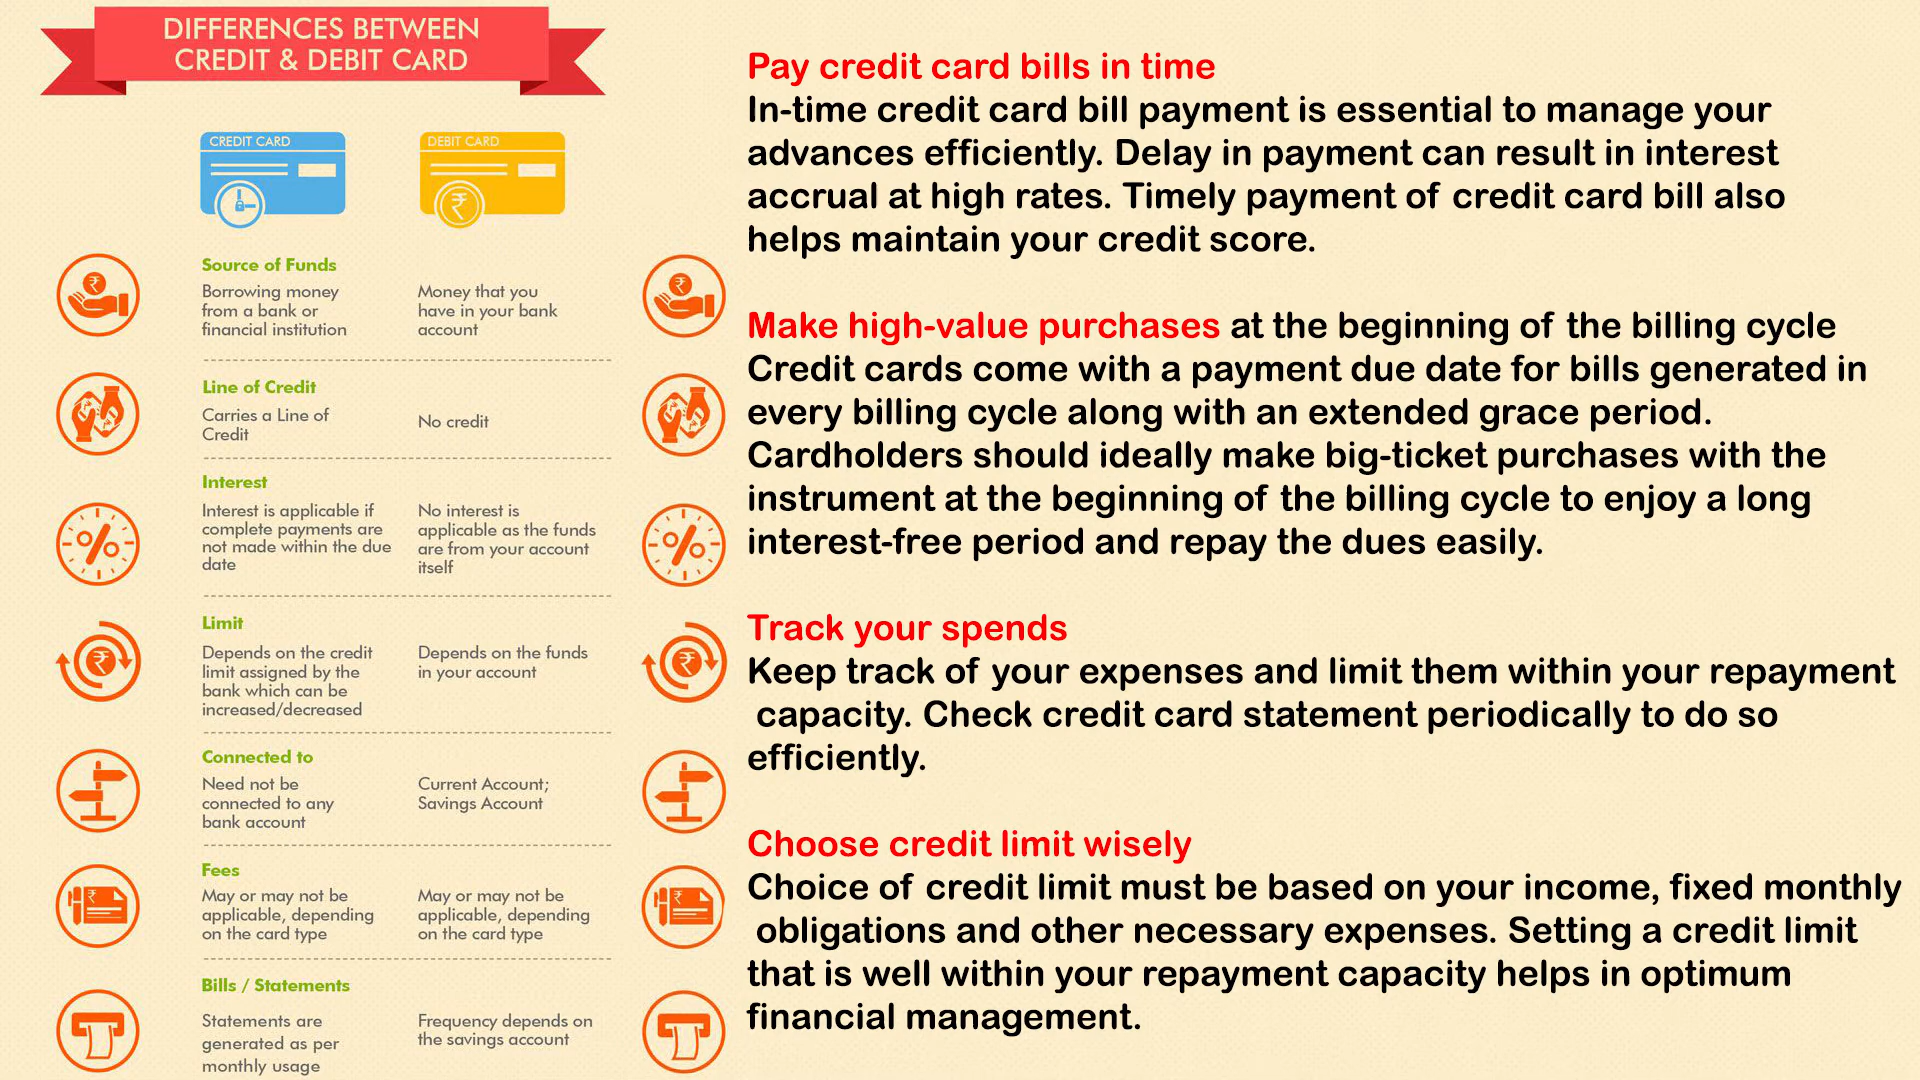 DIFFERENCES BETWEEN
CREDIT & DEBIT CARD
CREDIT CARD
DEBIT CARD
₹
Source of Funds
Borrowing money
from a bank or
financial institution
Money that you
have in your bank
account
₹
₹
Line of Credit
Carries a Line of
Credit
No credit
Interest
Interest is applicable if
complete payments are
not made within the due
date
No interest is
applicable as the funds
are from your account
itself
%
%
Limit
Depends on the credit
limit assigned by the
bank which can be
increased/decreased
Depends on the funds
in your account
₹
₹
Connected to
Need not be
connected to any
bank account
Current Account;
Savings Account
Fees
May or may not be
applicable, depending
on the card type
May or may not be
applicable, depending
on the card type
₹
₹
Bills / Statements
Statements are
generated as per
monthly usage
Frequency depends on
the savings account
Pay credit card bills in time
In-time credit card bill payment is essential to manage your
advances efficiently. Delay in payment can result in interest
accrual at high rates. Timely payment of credit card bill also
helps maintain your credit score.
Make high-value purchases at the beginning of the billing cycle
Credit cards come with a payment due date for bills generated in
every billing cycle along with an extended grace period.
Cardholders should ideally make big-ticket purchases with the
instrument at the beginning of the billing cycle to enjoy a long
interest-free period and repay the dues easily.
Track your spends
Keep track of your expenses and limit them within your repayment
capacity. Check credit card statement periodically to do so
efficiently.
Choose credit limit wisely
Choice of credit limit must be based on your income, fixed monthly
obligations and other necessary expenses. Setting a credit limit
that is well within your repayment capacity helps in optimum
financial management.